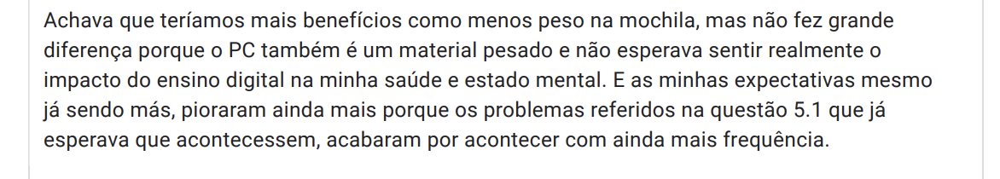 Achava que teríamos mais benefícios como menos peso na mochila, mas não fez grande
diferença porque o PC também é um material pesado e não esperava sentir realmente o
impacto do ensino digital na minha saúde e estado mental. E as minhas expectativas mesmo
já sendo más, pioraram ainda mais porque os problemas referidos na questão 5.1 que já
esperava que acontecessem, acabaram por acontecer com ainda mais frequência.